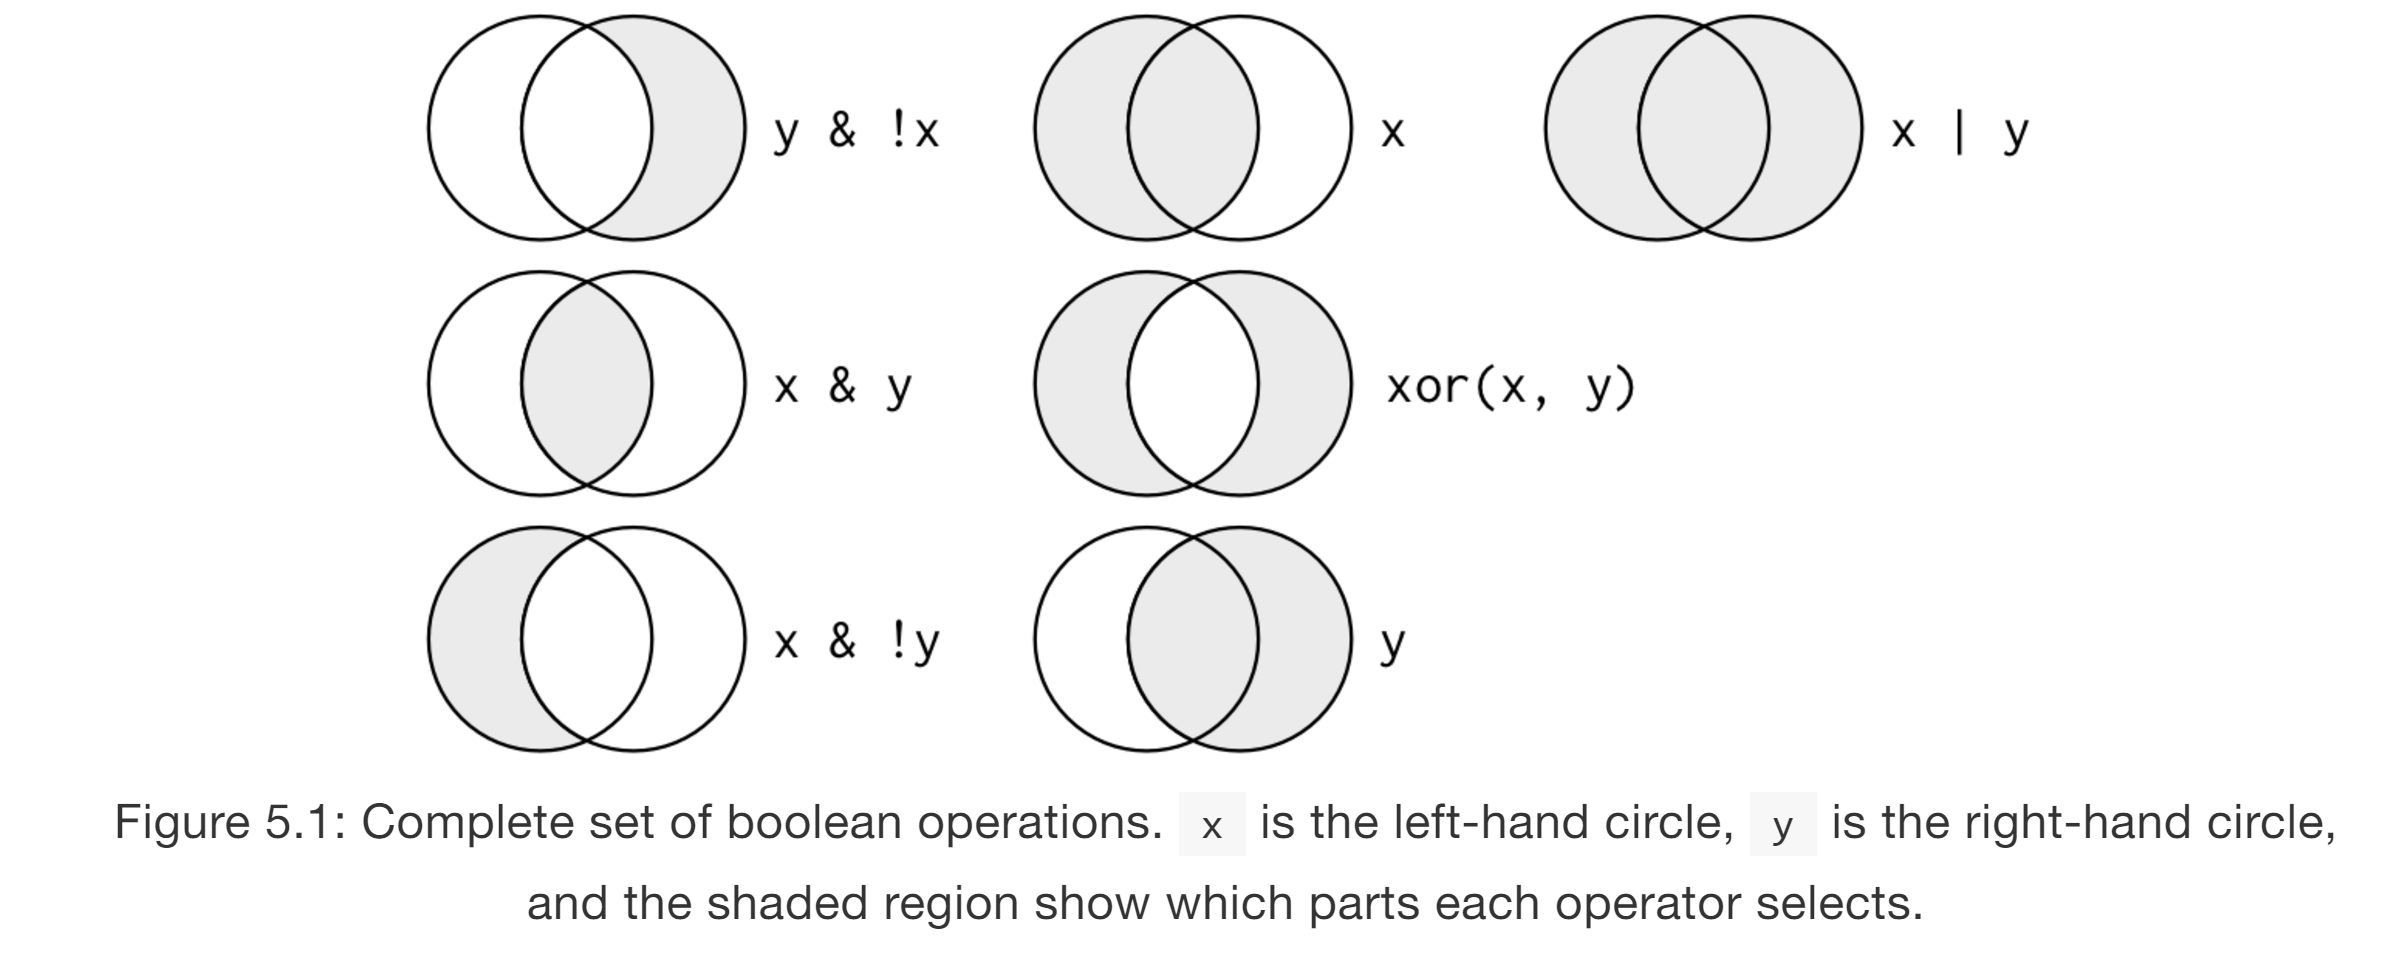 y & !x
x
x | y
x & y
xor(x, y)
x & !y
y
Figure 5.1: Complete set of boolean operations. x is the left-hand circle, y is the right-hand circle,
and the shaded region show which parts each operator selects.